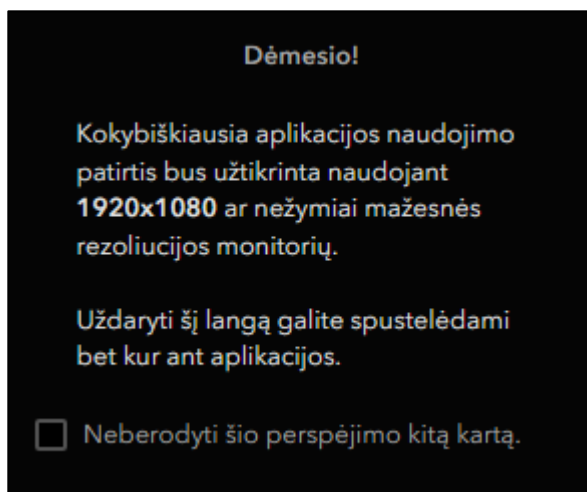 Dėmesio!
Kokybiškiausia aplikacijos naudojimo
patirtis bus užtikrinta naudojant
1920x1080 ar nežymiai mažesnės
rezoliucijos monitorių.
Uždaryti šį langą galite spustelėdami
bet kur ant aplikacijos.
Neberodyti šio perspėjimo kitą kartą.